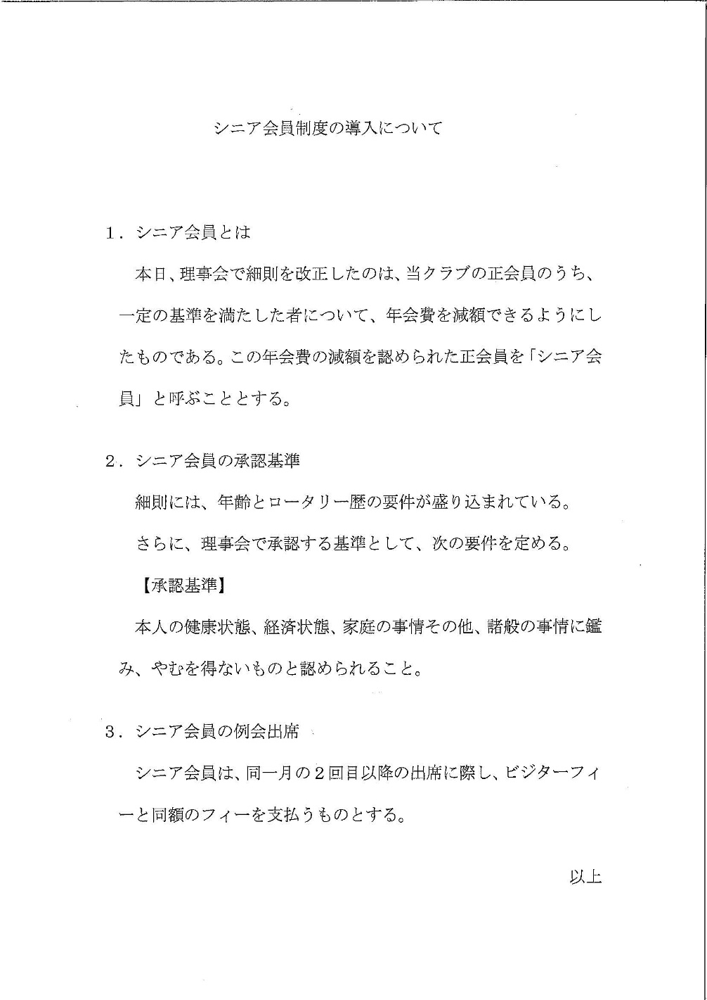 シニア会員制度の導入について
１．シニア会員とは
本日、理事会で細則を改正したのは、当クラブの正会員のうち、
一定の基準を満たした者について、年会費を減額できるようにし
たものである。この年会費の減額を認められた正会員を「シニア会
員」と呼ぶこととする。
２．シニア会員の承認基準
細則には、年齢とロータリー歴の要件が盛り込まれている。
さらに、理事会で承認する基準として、次の要件を定める。
【承認基準】
本人の健康状態、経済状態、家庭の事情その他、諸般の事情に鑑
み、やむを得ないものと認められること。
３．シニア会員の例会出席
シニア会員は、同一月の２回目以降の出席に際し、ビジターフィ
ーと同額のフィーを支払うものとする。
以上